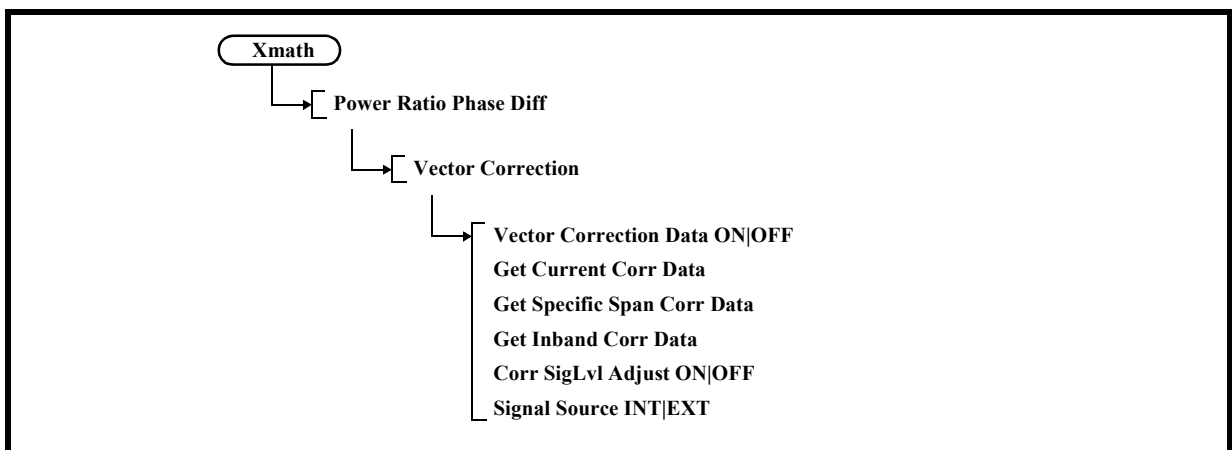 Xmath
Power Ratio Phase Diff
Vector Correction
Vector Correction Data ON|OFF
Get Current Corr Data
Get Specific Span Corr Data
Get Inband Corr Data
Corr SigLvl Adjust ON|OFF
Signal Source INT|EXT